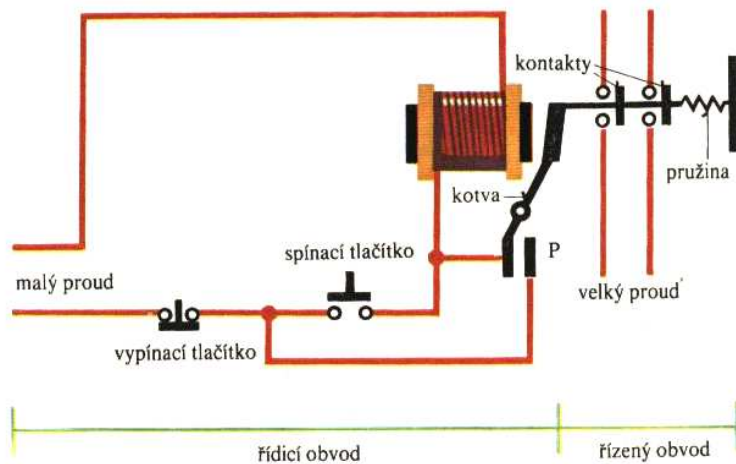 kontakty
pružina
kotva
spínací tlačítko
P
malý proud
velký proud
vypínací tlačítko
řídicí obvod
řízený obvod